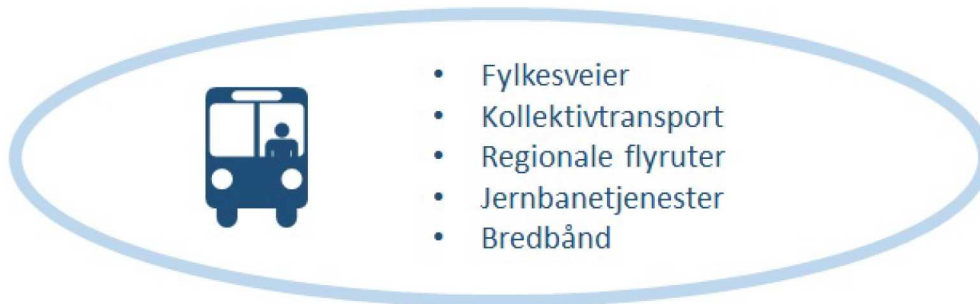 • Fylkesveier
• Kollektivtransport
• Regionale flyruter
• Jernbanetjenester
• Bredbånd